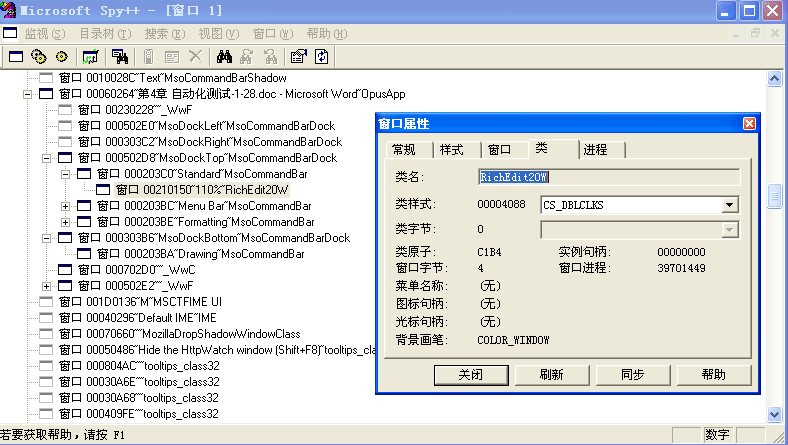 Microsoft Spy++ - [窗口 1]
监视(S) 目录树(T) 搜索(E) 视图(V) 窗口(W) 帮助(H)
窗口 0010028C"Text"MsoCommandBarShadow
窗口 00060264"第4章 自动化测试-1-28.doc - Microsoft Word"OpusApp
窗口 00230228""_WwF
窗口 000502E0"MsoDockLeft"MsoCommandBarDock
窗口 000303C2"MsoDockRight"MsoCommandBarDock
窗口 000502D8"MsoDockTop"MsoCommandBarDock
窗口 000203C0"Standard"MsoCommandBar
窗口 00210150"110%"RichEdit20W
窗口 000203BC"Menu Bar"MsoCommandBar
窗口 000203BE"Formatting"MsoCommandBar
窗口 000303B6"MsoDockBottom"MsoCommandBarDock
窗口 000203BA"Drawing"MsoCommandBar
窗口 000702D0""_WwC
窗口 000502E2""_WwF
窗口 001D0136"M"MSCTFIME UI
窗口 00040296"Default IME"IME
窗口 00070660""MozillaDropShadowWindowClass
窗口 00050486"Hide the HttpWatch window (Shift+F8)"tooltips_cla
窗口 000804AC""tooltips_class32
窗口 00030A6E""tooltips_class32
窗口 00030A6A""tooltips_class32
窗口 000409FE""tooltips_class32
窗口属性
常规 样式 窗口 类 进程
类名: RichEdit20W
类样式: 00004088 CS_DBLCLKS
类字节: 0
类原子: C1B4 实例句柄: 00000000
窗口字节: 4 窗口进程: 39701449
菜单名称: (无)
图标句柄: (无)
光标句柄: (无)
背景画笔: COLOR_WINDOW
关闭 刷新 同步 帮助
若要获取帮助,请按 F1
数字